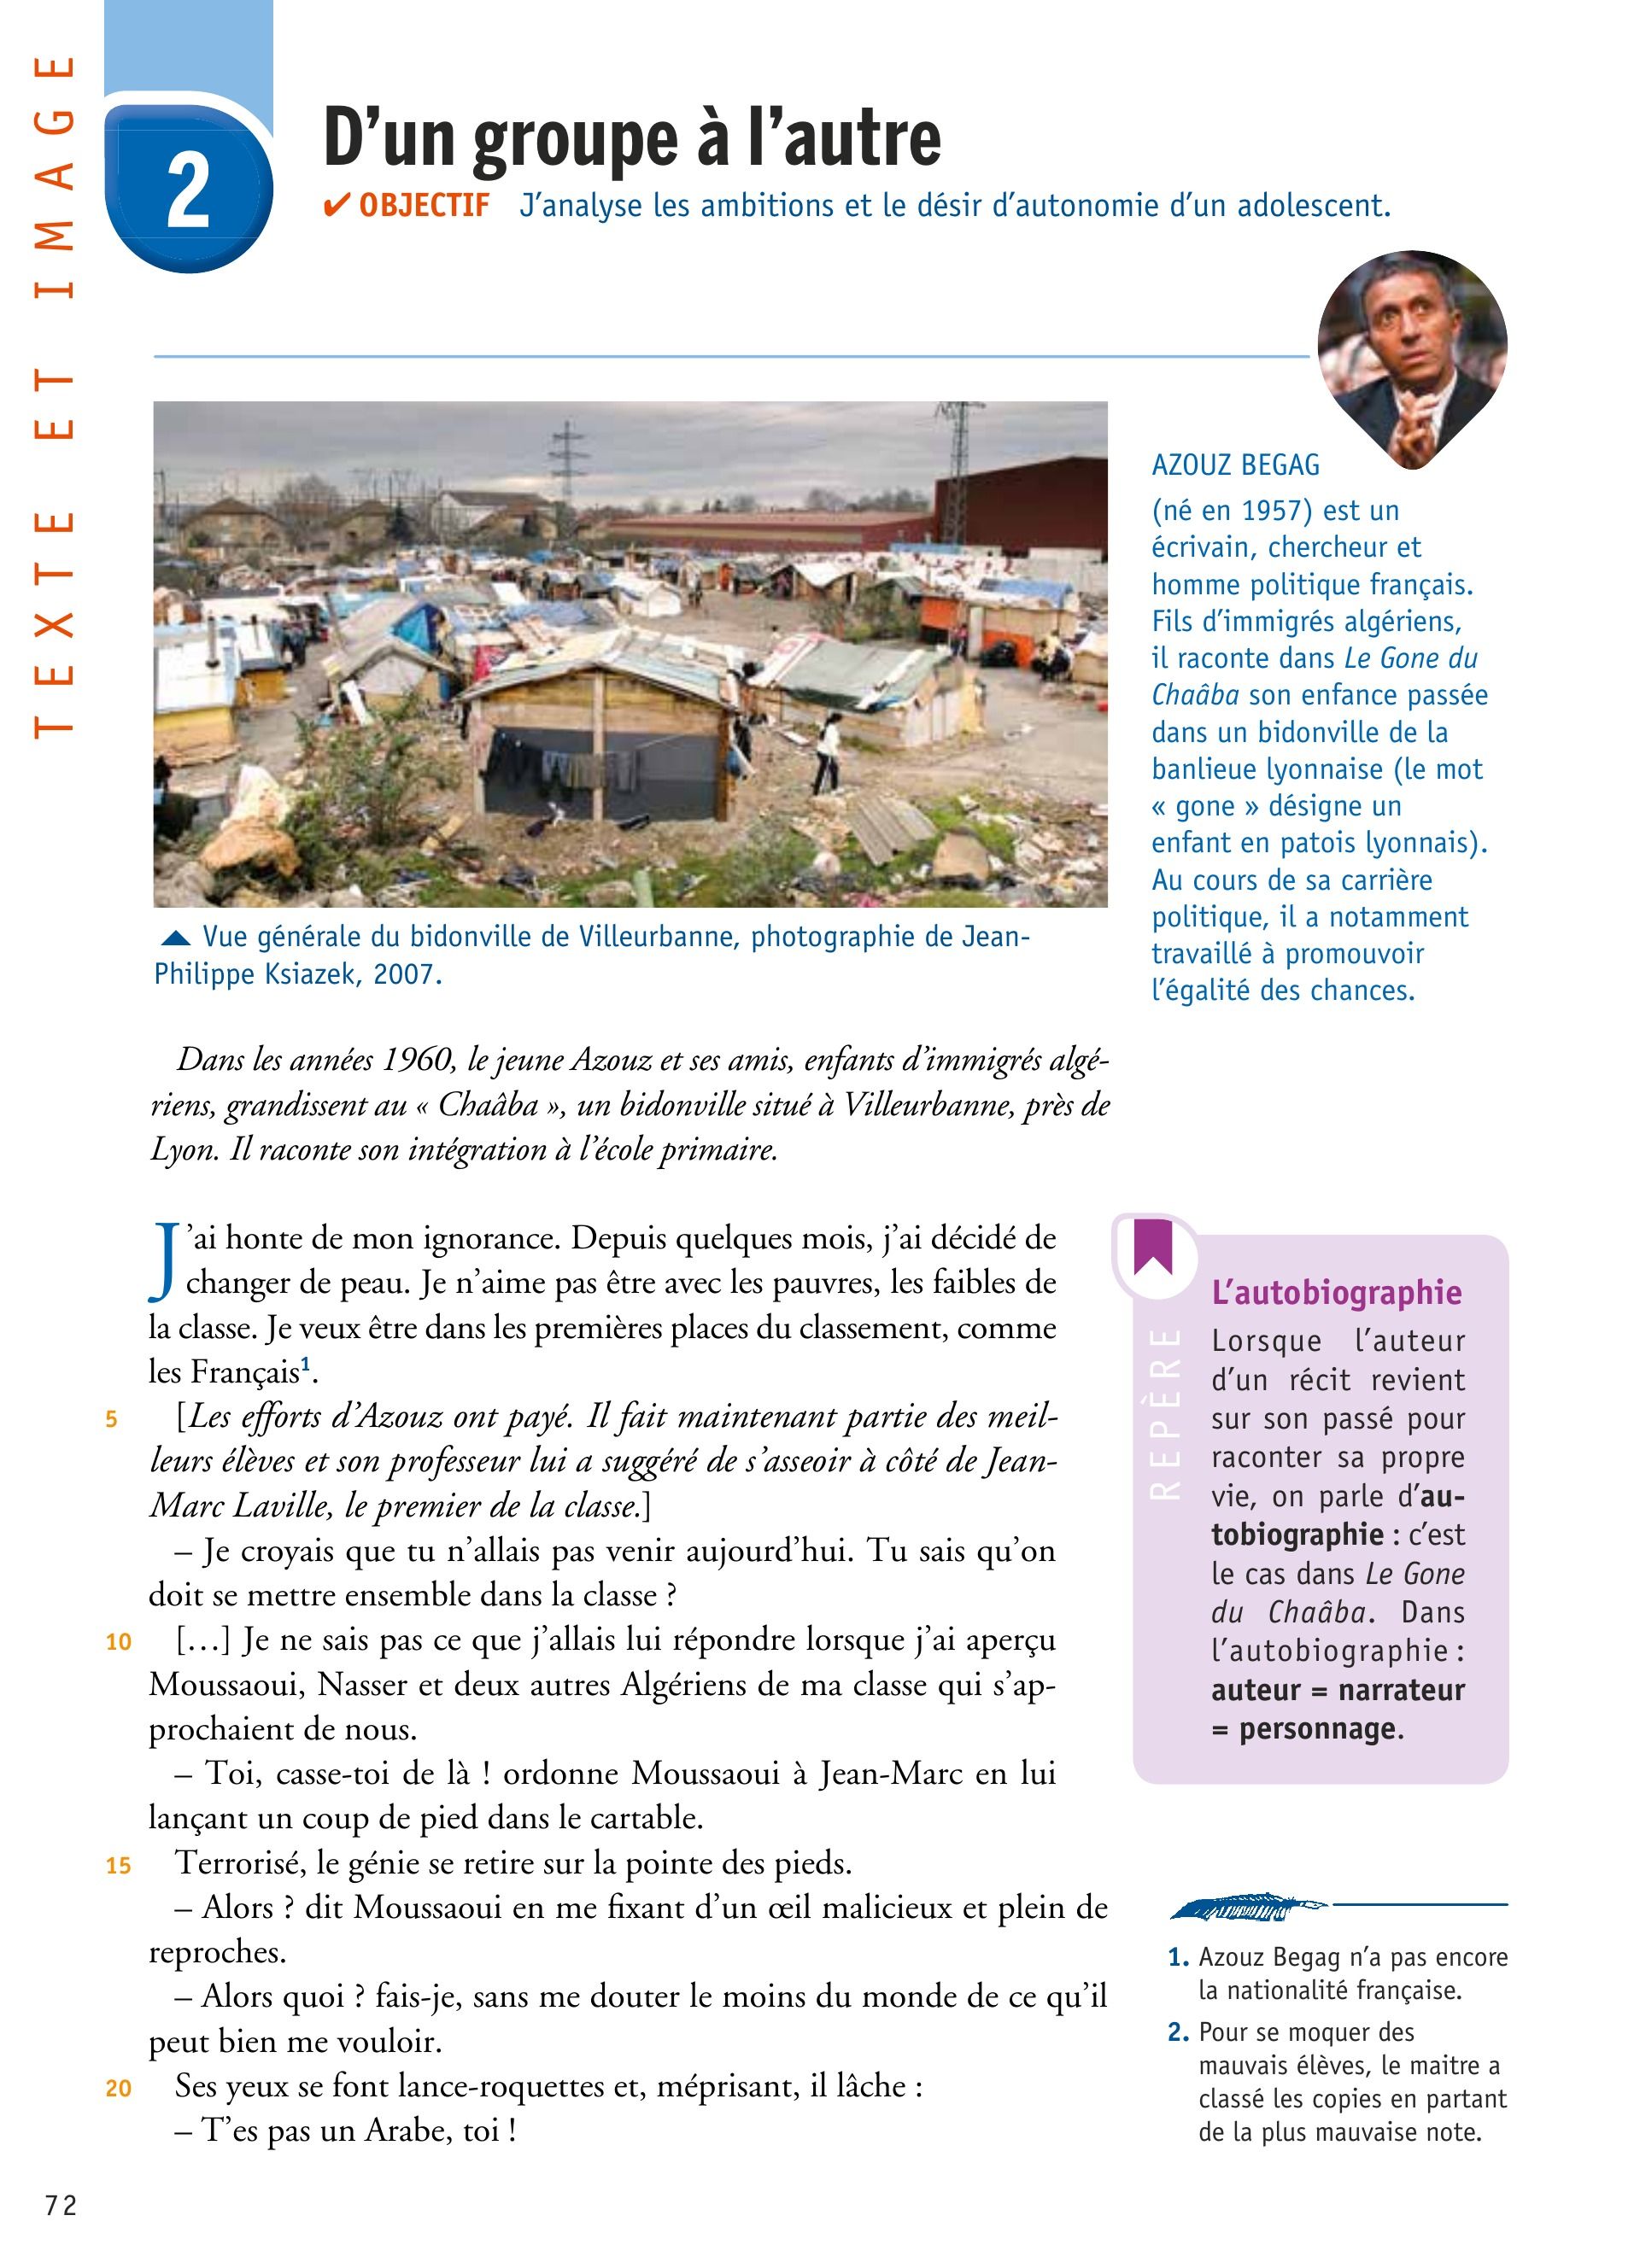 TEXTE ET IMAGE
2
D’un groupe à l’autre
✔ OBJECTIF J’analyse les ambitions et le désir d’autonomie d’un adolescent.
AZOUZ BEGAG
(né en 1957) est un
écrivain, chercheur et
homme politique français.
Fils d’immigrés algériens,
il raconte dans Le Gone du
Chaâba son enfance passée
dans un bidonville de la
banlieue lyonnaise (le mot
« gone » désigne un
enfant en patois lyonnais).
Au cours de sa carrière
politique, il a notamment
travaillé à promouvoir
l’égalité des chances.
Vue générale du bidonville de Villeurbanne, photographie de Jean-
Philippe Ksiazek, 2007.
Dans les années 1960, le jeune Azouz et ses amis, enfants d’immigrés algé-
riens, grandissent au « Chaâba », un bidonville situé à Villeurbanne, près de
Lyon. Il raconte son intégration à l’école primaire.
J’ai honte de mon ignorance. Depuis quelques mois, j’ai décidé de
changer de peau. Je n’aime pas être avec les pauvres, les faibles de
la classe. Je veux être dans les premières places du classement, comme
les Français1.
5 [Les efforts d’Azouz ont payé. Il fait maintenant partie des meil-
leurs élèves et son professeur lui a suggéré de s’asseoir à côté de Jean-
Marc Laville, le premier de la classe.]
– Je croyais que tu n’allais pas venir aujourd’hui. Tu sais qu’on
doit se mettre ensemble dans la classe ?
10 […] Je ne sais pas ce que j’allais lui répondre lorsque j’ai aperçu
Moussaoui, Nasser et deux autres Algériens de ma classe qui s’ap-
prochaient de nous.
– Toi, casse-toi de là ! ordonne Moussaoui à Jean-Marc en lui
lançant un coup de pied dans le cartable.
15 Terrorisé, le génie se retire sur la pointe des pieds.
– Alors ? dit Moussaoui en me fixant d’un œil malicieux et plein de
reproches.
– Alors quoi ? fais-je, sans me douter le moins du monde de ce qu’il
peut bien me vouloir.
20 Ses yeux se font lance-roquettes et, méprisant, il lâche :
– T’es pas un Arabe, toi !
REPÈRE
L’autobiographie
Lorsque l’auteur
d’un récit revient
sur son passé pour
raconter sa propre
vie, on parle d’au-
tobiographie : c’est
le cas dans Le Gone
du Chaâba. Dans
l’autobiographie :
auteur = narrateur
= personnage.
1. Azouz Begag n’a pas encore
la nationalité française.
2. Pour se moquer des
mauvais élèves, le maitre a
classé les copies en partant
de la plus mauvaise note.
72